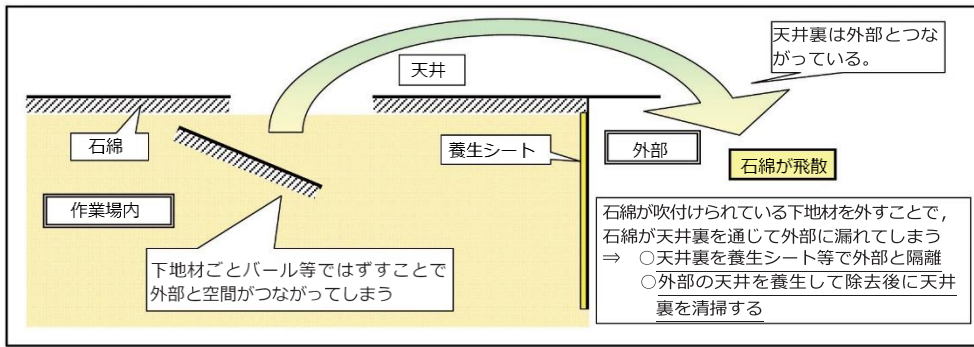 天井裏は外部とつな
がっている。
天井
石綿
養生シート
外部
石綿が飛散
作業場内
下地材ごとバール等ではずすことで
外部と空間がつながってしまう
石綿が吹付けられている下地材を外すことで,
石綿が天井裏を通じて外部に漏れてしまう
⇒ ○天井裏を養生シート等で外部と隔離
○外部の天井を養生して除去後に天井
裏を清掃する